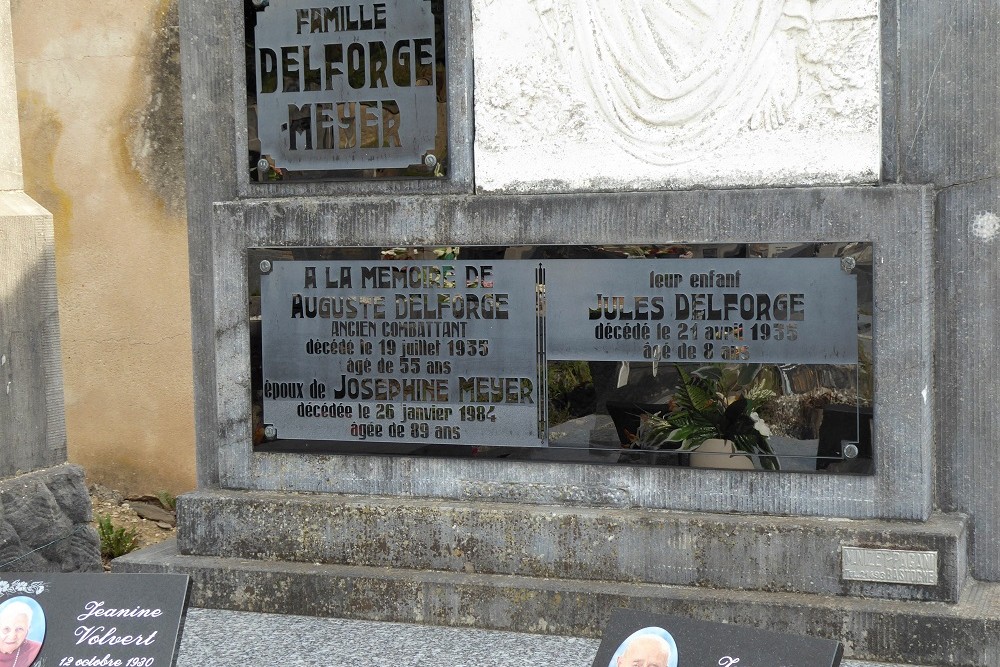 FAMILLE
DELFORGE
MEYER
A LA MEMOIRE DE
AUGUSTE DELFORGE
ANCIEN COMBATTANT
décédé le 19 juillet 1935
âgé de 55 ans
époux de JOSEPHINE MEYER
décédée le 26 janvier 1984
âgée de 89 ans
leur enfant
JULES DELFORGE
décédé le 21 avril 1935
âgé de 8 ans
Jeanine
Volvert
12 octobre 1930